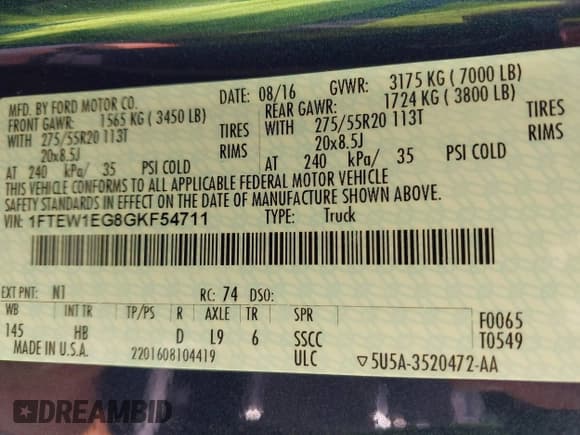 MFD. BY FORD MOTOR CO.
DATE: 08/16 GVWR: 3175 KG ( 7000 LB)
FRONT GAWR: 1565 KG ( 3450 LB) REAR GAWR: 1724 KG ( 3800 LB)
WITH 275/55R20 113T TIRES WITH 275/55R20 113T TIRES
20x8.5J RIMS 20x8.5J RIMS
AT 240 kPa/ 35 PSI COLD AT 240 kPa/ 35 PSI COLD
THIS VEHICLE CONFORMS TO ALL APPLICABLE FEDERAL MOTOR VEHICLE
SAFETY STANDARDS IN EFFECT ON THE DATE OF MANUFACTURE SHOWN ABOVE.
VIN: 1FTEW1EG8GKF54711 TYPE: Truck
EXT PNT: N1 RC: 74 DSO:
WB INT TR TP/PS R AXLE TR SPR F0065
145 HB D L9 6 SSCC T0549
MADE IN U.S.A. 2201608104419 ULC ▽5U5A-3520472-AA
DREAMBID